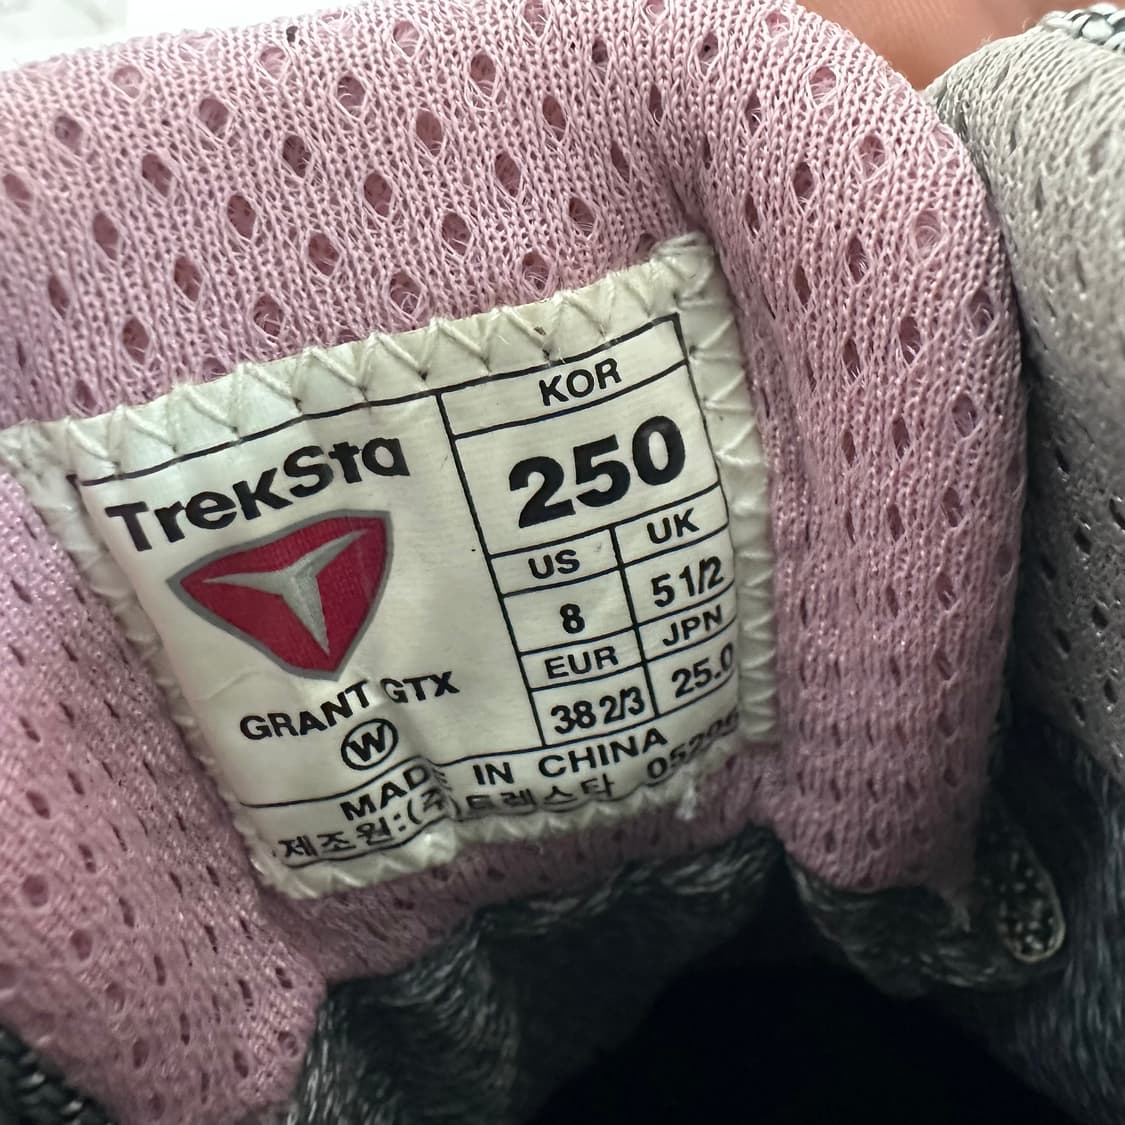 TrekSta
GRANT GTX
W
KOR
250
US
UK
8
5 1/2
EUR
JPN
38 2/3
25.0
MADE IN CHINA
제조원:(주)트렉스타